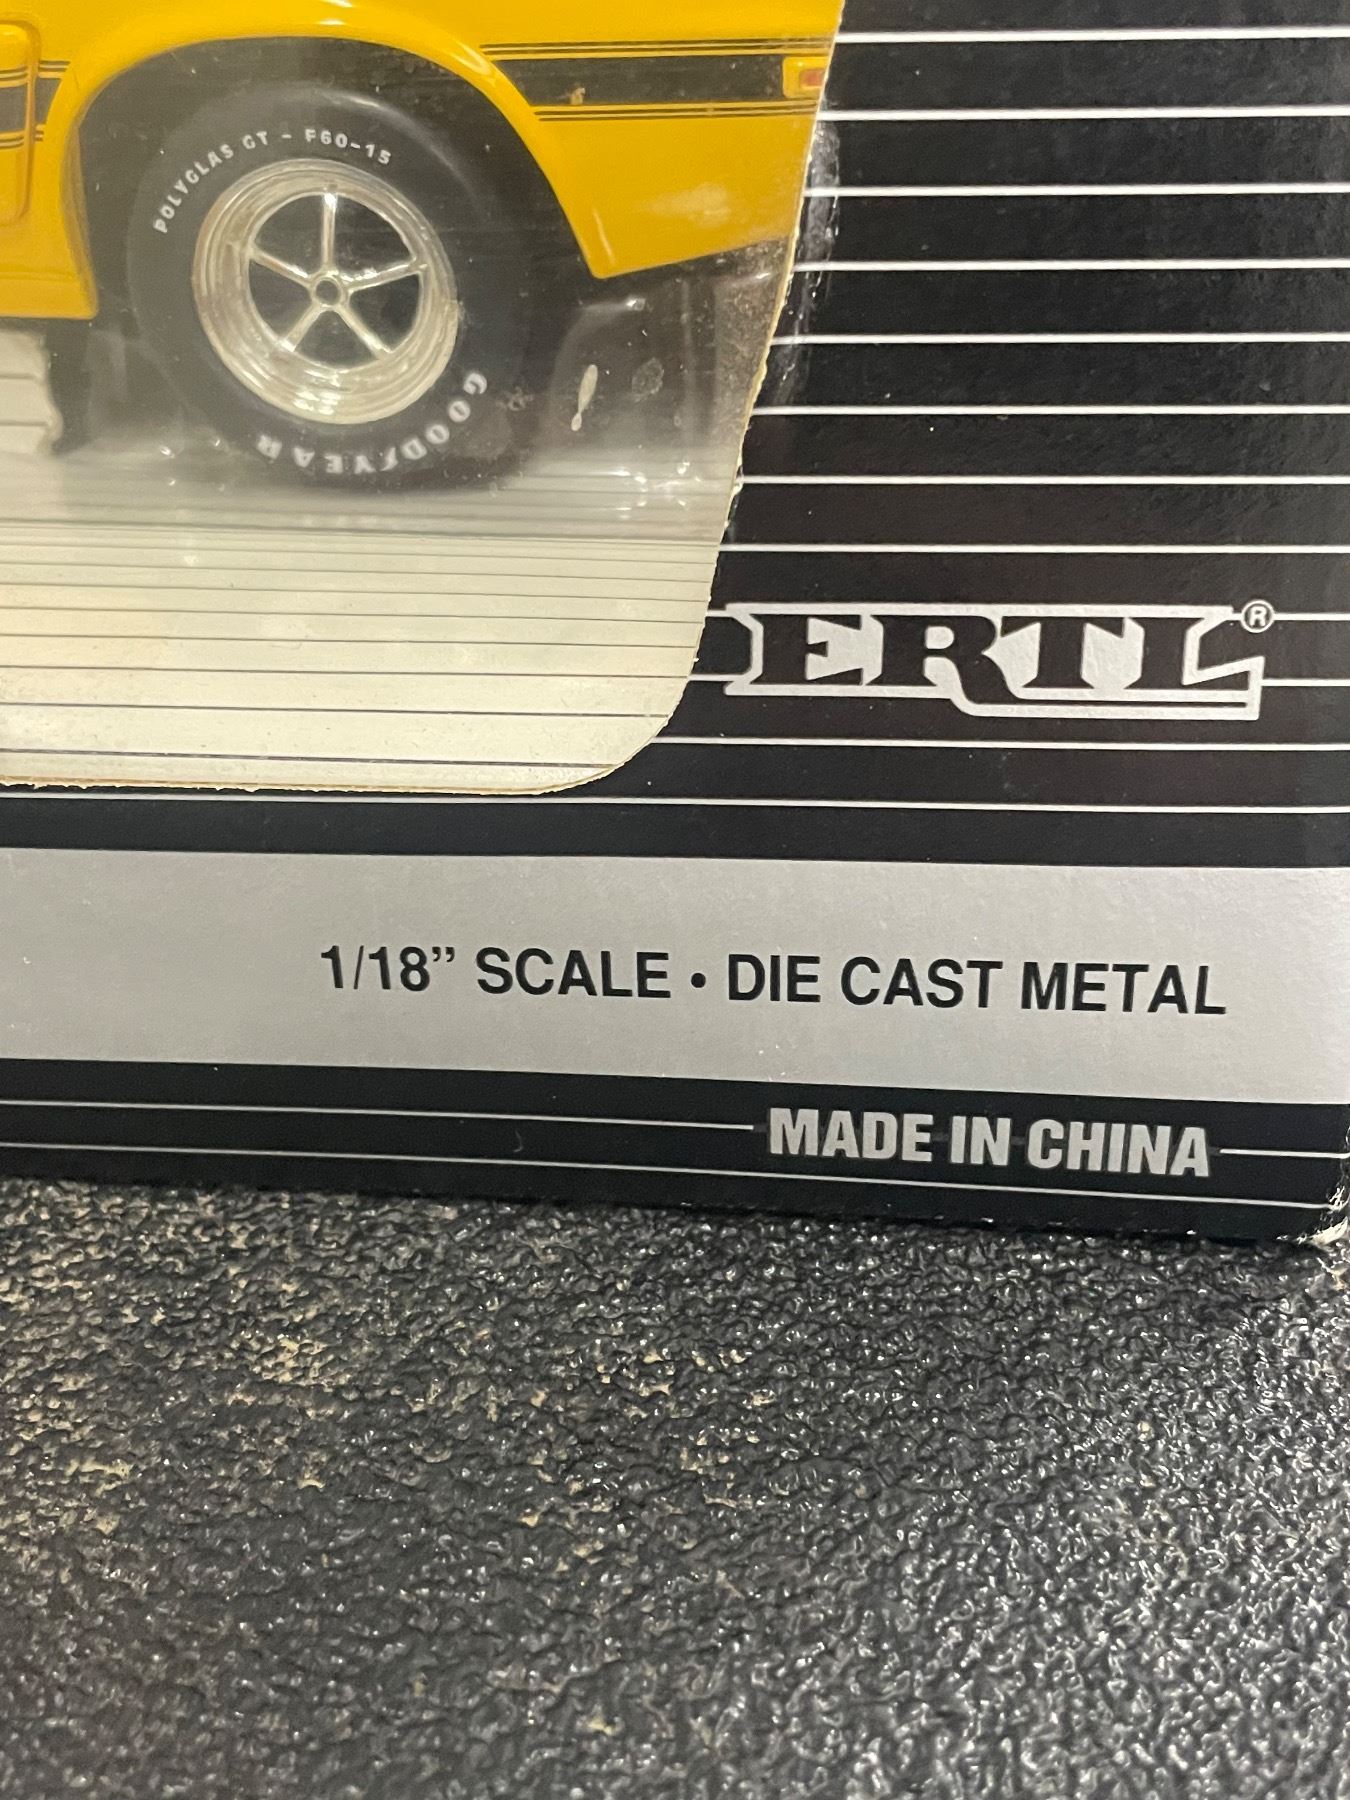 POLYGLAS GT - F60-15
GOODYEAR
ERTL®
1/18” SCALE • DIE CAST METAL
MADE IN CHINA